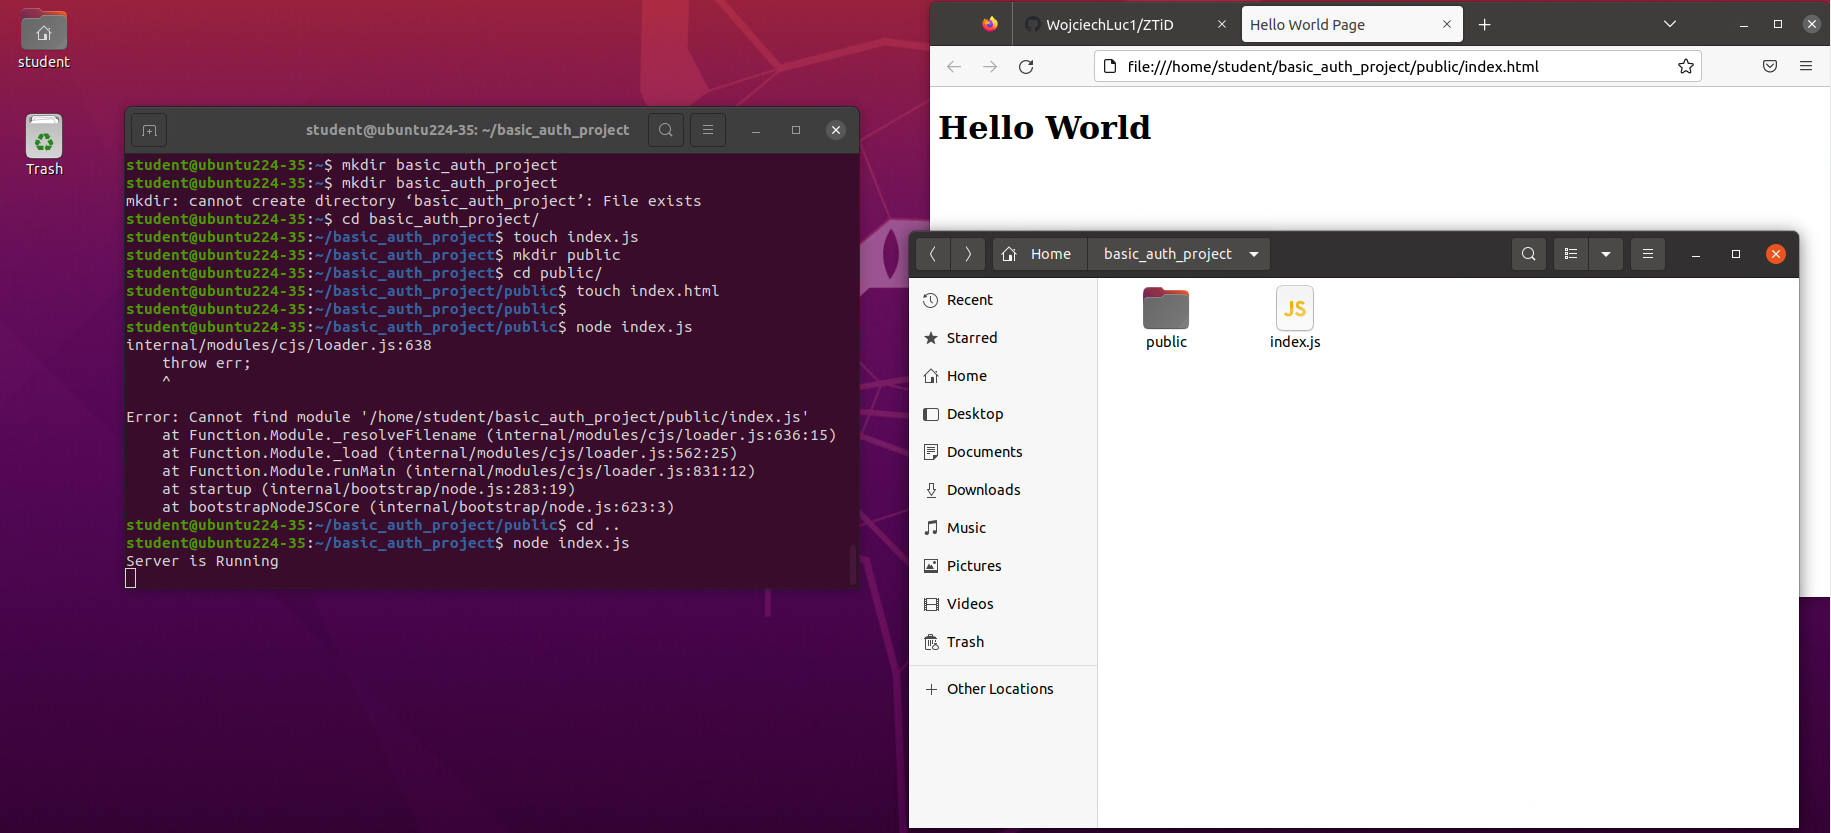 student
Trash
student@ubuntu224-35: ~/basic_auth_project
student@ubuntu224-35:~$ mkdir basic_auth_project
student@ubuntu224-35:~$ mkdir basic_auth_project
mkdir: cannot create directory ‘basic_auth_project’: File exists
student@ubuntu224-35:~$ cd basic_auth_project/
student@ubuntu224-35:~/basic_auth_project$ touch index.js
student@ubuntu224-35:~/basic_auth_project$ mkdir public
student@ubuntu224-35:~/basic_auth_project$ cd public/
student@ubuntu224-35:~/basic_auth_project/public$ touch index.html
student@ubuntu224-35:~/basic_auth_project/public$
student@ubuntu224-35:~/basic_auth_project/public$ node index.js
internal/modules/cjs/loader.js:638
throw err;
^
Error: Cannot find module '/home/student/basic_auth_project/public/index.js'
at Function.Module._resolveFilename (internal/modules/cjs/loader.js:636:15)
at Function.Module._load (internal/modules/cjs/loader.js:562:25)
at Function.Module.runMain (internal/modules/cjs/loader.js:831:12)
at startup (internal/bootstrap/node.js:283:19)
at bootstrapNodeJSCore (internal/bootstrap/node.js:623:3)
student@ubuntu224-35:~/basic_auth_project/public$ cd ..
student@ubuntu224-35:~/basic_auth_project$ node index.js
Server is Running
WojciechLuc1/ZTiD
Hello World Page
file:///home/student/basic_auth_project/public/index.html
Hello World
Home
basic_auth_project
Recent
Starred
Home
Desktop
Documents
Downloads
Music
Pictures
Videos
Trash
Other Locations
public
JS
index.js